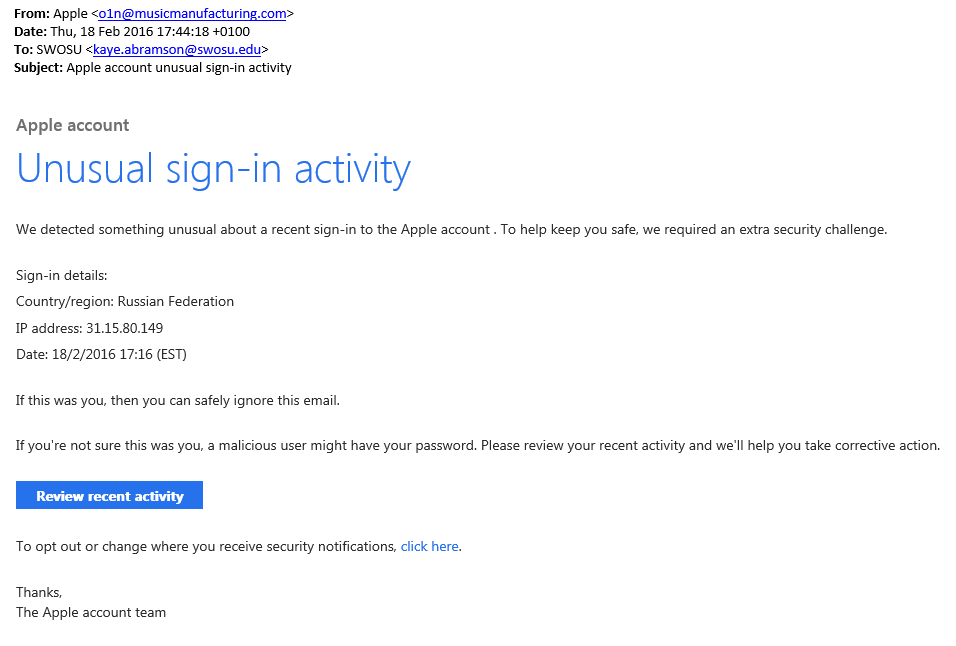 From: Apple <o1n@musicmanufacturing.com>
Date: Thu, 18 Feb 2016 17:44:18 +0100
To: SWOSU <kaye.abramson@swosu.edu>
Subject: Apple account unusual sign-in activity
Apple account
Unusual sign-in activity
We detected something unusual about a recent sign-in to the Apple account . To help keep you safe, we required an extra security challenge.
Sign-in details:
Country/region: Russian Federation
IP address: 31.15.80.149
Date: 18/2/2016 17:16 (EST)
If this was you, then you can safely ignore this email.
If you're not sure this was you, a malicious user might have your password. Please review your recent activity and we'll help you take corrective action.
Review recent activity
To opt out or change where you receive security notifications, click here.
Thanks,
The Apple account team